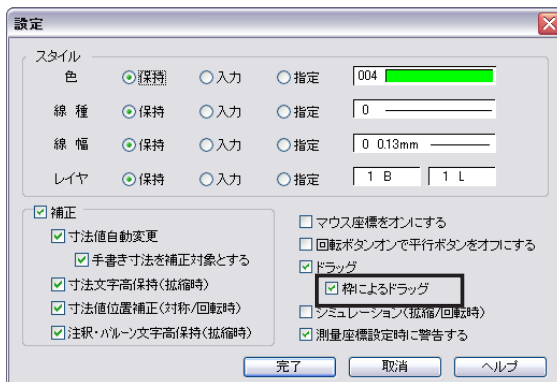 設定
スタイル
色 保持 入力 指定 004
線 種 保持 入力 指定 0
線 幅 保持 入力 指定 0 0.13mm
レイヤ 保持 入力 指定 1 B 1 L
補正
寸法値自動変更
手書き寸法を補正対象とする
寸法文字高保持(拡縮時)
寸法値位置補正(対称/回転時)
注釈・バルーン文字高保持(拡縮時)
マウス座標をオンにする
回転ボタンオンで平行ボタンをオフにする
ドラッグ
枠によるドラッグ
シミュレーション(拡縮/回転時)
測量座標設定時に警告する
完了 取消 ヘルプ